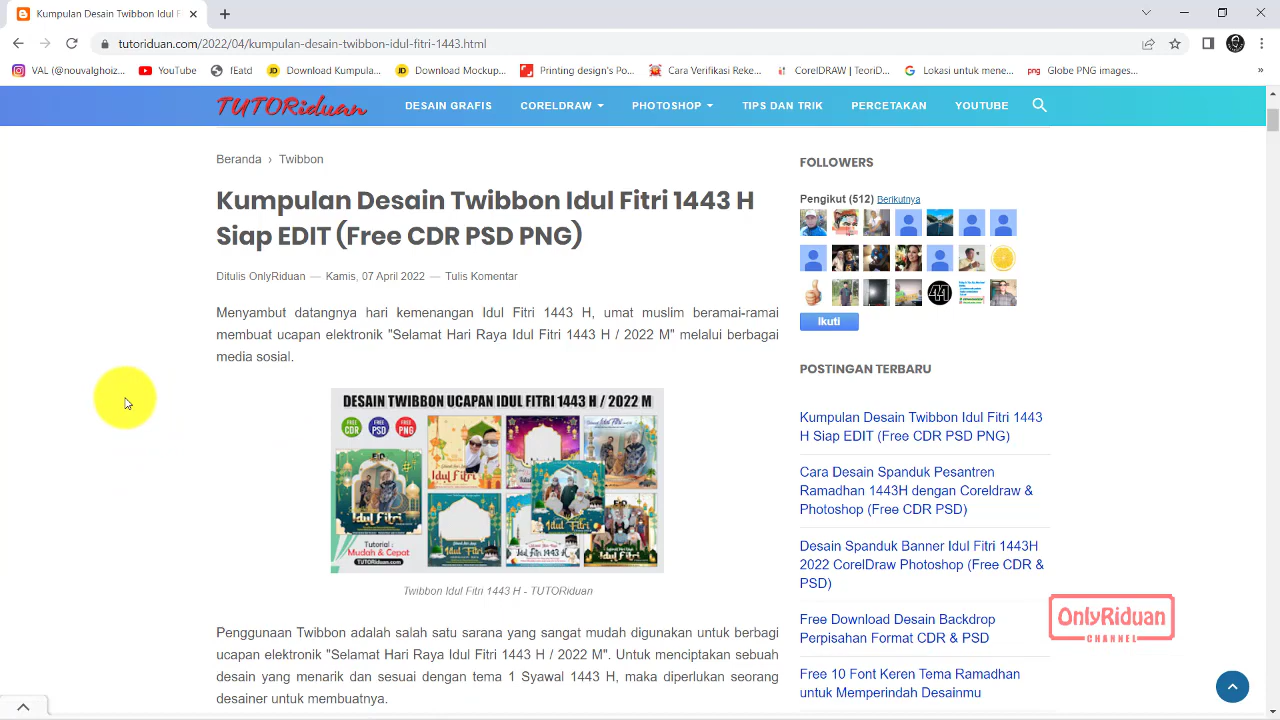 Kumpulan Desain Twibbon Idul F
tutoriduan.com/2022/04/kumpulan-desain-twibbon-idul-fitri-1443.html
VAL (@nouvalghoiz...
YouTube
fEatd
Download Kumpula...
Download Mockup...
Printing design's Po...
Cara Verifikasi Reke...
CorelDRAW | TeoriD...
Lokasi untuk mene...
Globe PNG images...
»
TUTORiduan
DESAIN GRAFIS
CORELDRAW
PHOTOSHOP
TIPS DAN TRIK
PERCETAKAN
YOUTUBE
Beranda › Twibbon
Kumpulan Desain Twibbon Idul Fitri 1443 H
Siap EDIT (Free CDR PSD PNG)
Ditulis OnlyRiduan — Kamis, 07 April 2022 — Tulis Komentar
Menyambut datangnya hari kemenangan Idul Fitri 1443 H, umat muslim beramai-ramai
membuat ucapan elektronik "Selamat Hari Raya Idul Fitri 1443 H / 2022 M" melalui berbagai
media sosial.
DESAIN TWIBBON UCAPAN IDUL FITRI 1443 H / 2022 M
FREE CDR
FREE PSD
FREE PNG
Idul Fitri
Idul Fitri
Idul Fitri
Idul Fitri
Idul Fitri
Tutorial :
Mudah & Cepat
TUTORiduan.com
Twibbon Idul Fitri 1443 H - TUTORiduan
Penggunaan Twibbon adalah salah satu sarana yang sangat mudah digunakan untuk berbagi
ucapan elektronik "Selamat Hari Raya Idul Fitri 1443 H / 2022 M". Untuk menciptakan sebuah
desain yang menarik dan sesuai dengan tema 1 Syawal 1443 H, maka diperlukan seorang
desainer untuk membuatnya.
FOLLOWERS
Pengikut (512) Berikutnya
Ikuti
POSTINGAN TERBARU
Kumpulan Desain Twibbon Idul Fitri 1443
H Siap EDIT (Free CDR PSD PNG)
Cara Desain Spanduk Pesantren
Ramadhan 1443H dengan Coreldraw &
Photoshop (Free CDR PSD)
Desain Spanduk Banner Idul Fitri 1443H
2022 CorelDraw Photoshop (Free CDR &
PSD)
Free Download Desain Backdrop
Perpisahan Format CDR & PSD
Free 10 Font Keren Tema Ramadhan
untuk Memperindah Desainmu
OnlyRiduan
CHANNEL